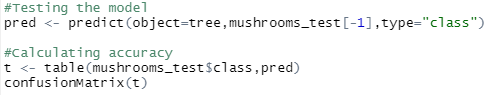 #Testing the model
pred <- predict(object=tree,mushrooms_test[-1],type="class")
#Calculating accuracy
t <- table(mushrooms_test$class,pred)
confusionMatrix(t)